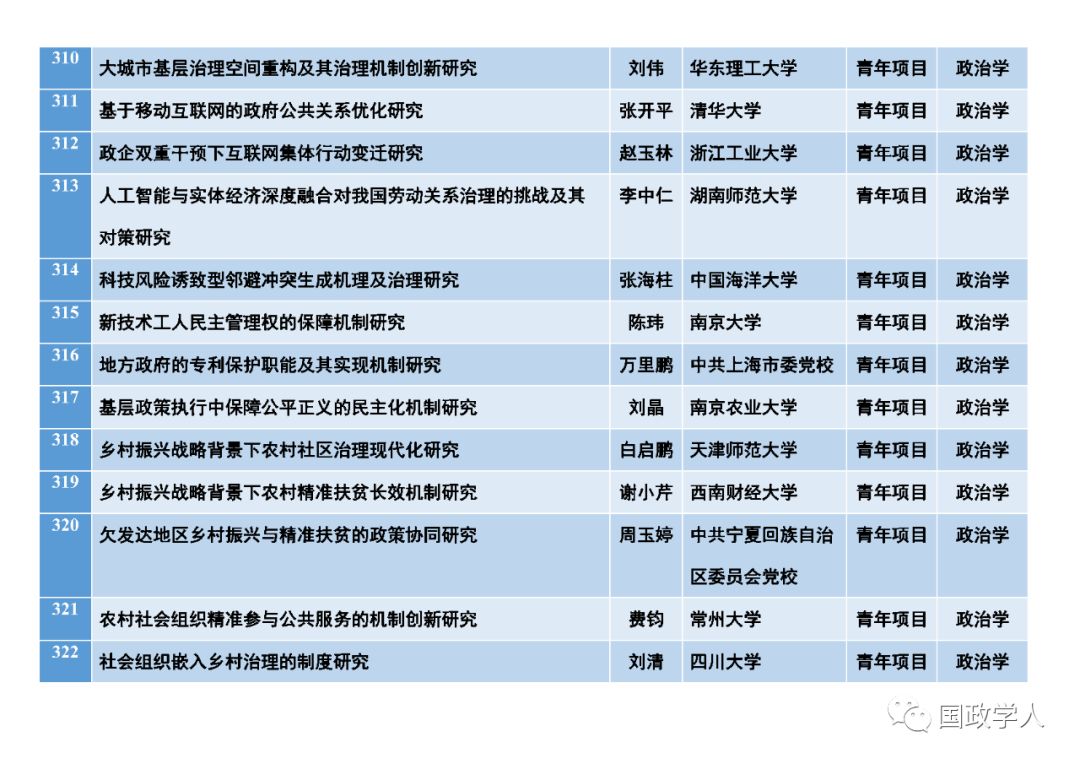 310 大城市基层治理空间重构及其治理机制创新研究 刘伟 华东理工大学 青年项目 政治学
311 基于移动互联网的政府公共关系优化研究 张开平 清华大学 青年项目 政治学
312 政企双重干预下互联网集体行动变迁研究 赵玉林 浙江工业大学 青年项目 政治学
313 人工智能与实体经济深度融合对我国劳动关系治理的挑战及其 李中仁 湖南师范大学 青年项目 政治学
对策研究
314 科技风险诱致型邻避冲突生成机理及治理研究 张海柱 中国海洋大学 青年项目 政治学
315 新技术工人民主管理权的保障机制研究 陈玮 南京大学 青年项目 政治学
316 地方政府的专利保护职能及其实现机制研究 万里鹏 中共上海市委党校 青年项目 政治学
317 基层政策执行中保障公平正义的民主化机制研究 刘晶 南京农业大学 青年项目 政治学
318 乡村振兴战略背景下农村社区治理现代化研究 白启鹏 天津师范大学 青年项目 政治学
319 乡村振兴战略背景下农村精准扶贫长效机制研究 谢小芹 西南财经大学 青年项目 政治学
320 欠发达地区乡村振兴与精准扶贫的政策协同研究 周玉婷 中共宁夏回族自治 青年项目 政治学
区委员会党校
321 农村社会组织精准参与公共服务的机制创新研究 费钧 常州大学 青年项目 政治学
322 社会组织嵌入乡村治理的制度研究 刘清 四川大学 青年项目 政治学
国政学人